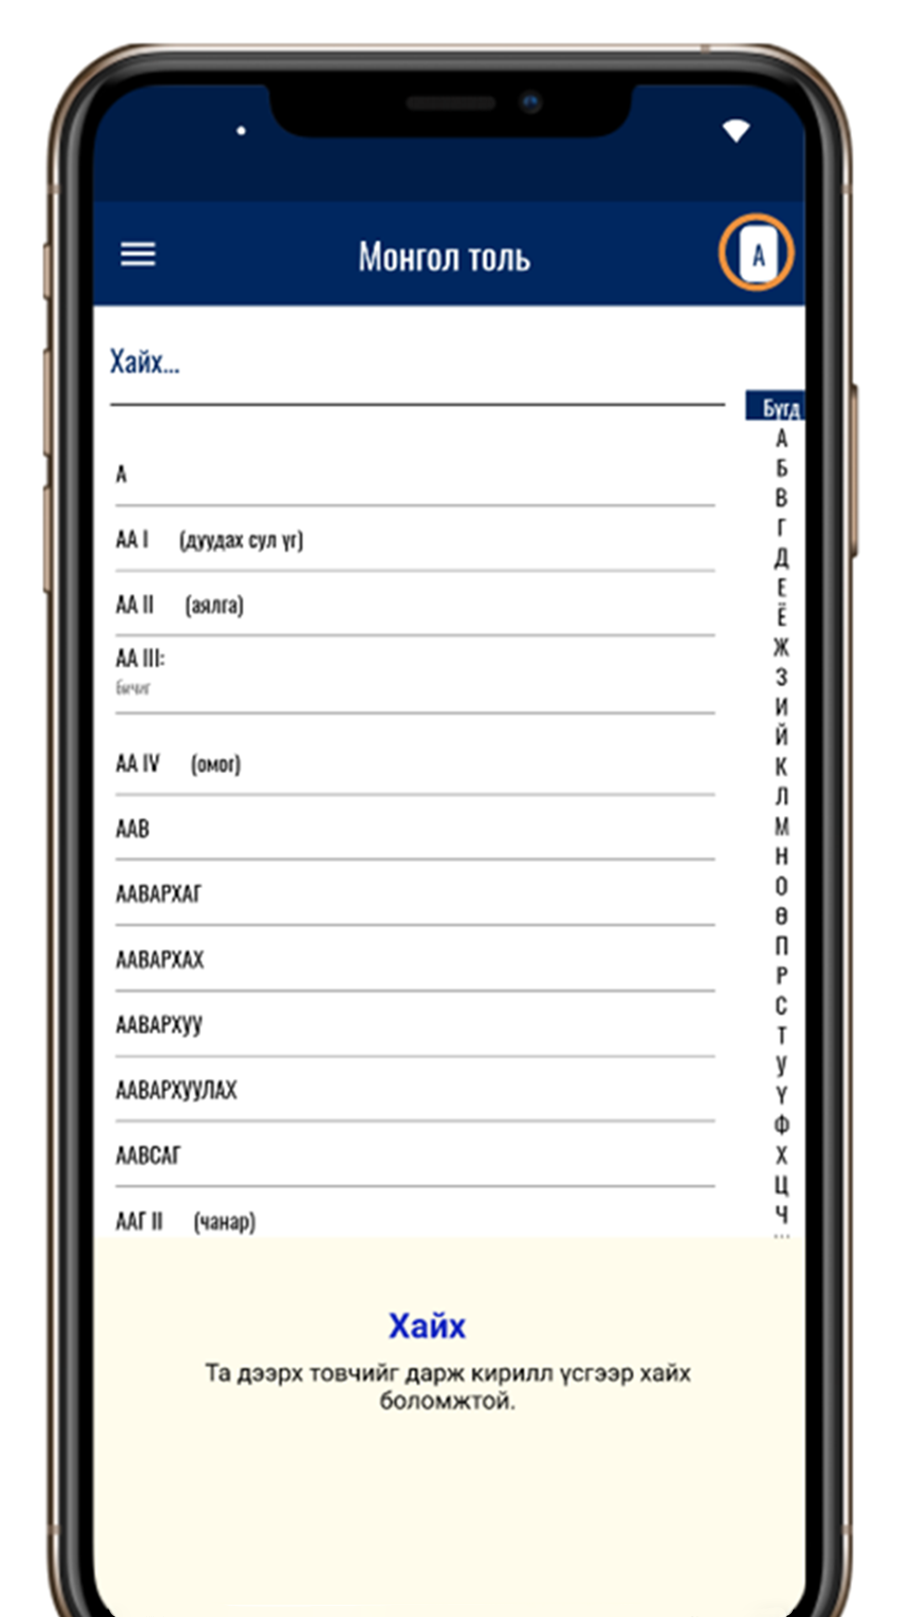 Монгол толь
А
Хайх...
Бүгд
А
АА I (дуудах сул үг)
АА II (аялга)
АА III:
бичиг
АА IV (омог)
ААВ
ААВАРХАГ
ААВАРХАХ
ААВАРХУУ
ААВАРХУУЛАХ
ААВСАГ
ААГ II (чанар)
А
Б
В
Г
Д
Е
Ё
Ж
З
И
Й
К
Л
М
Н
О
Ө
П
Р
С
Т
У
Ү
Ф
Х
Ц
Ч
Хайх
Та дээрх товчийг дарж кирилл үсгээр хайх
боломжтой.